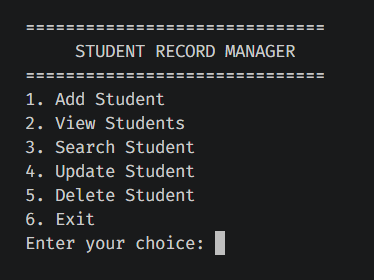 ==============================
STUDENT RECORD MANAGER
==============================
1. Add Student
2. View Students
3. Search Student
4. Update Student
5. Delete Student
6. Exit
Enter your choice: